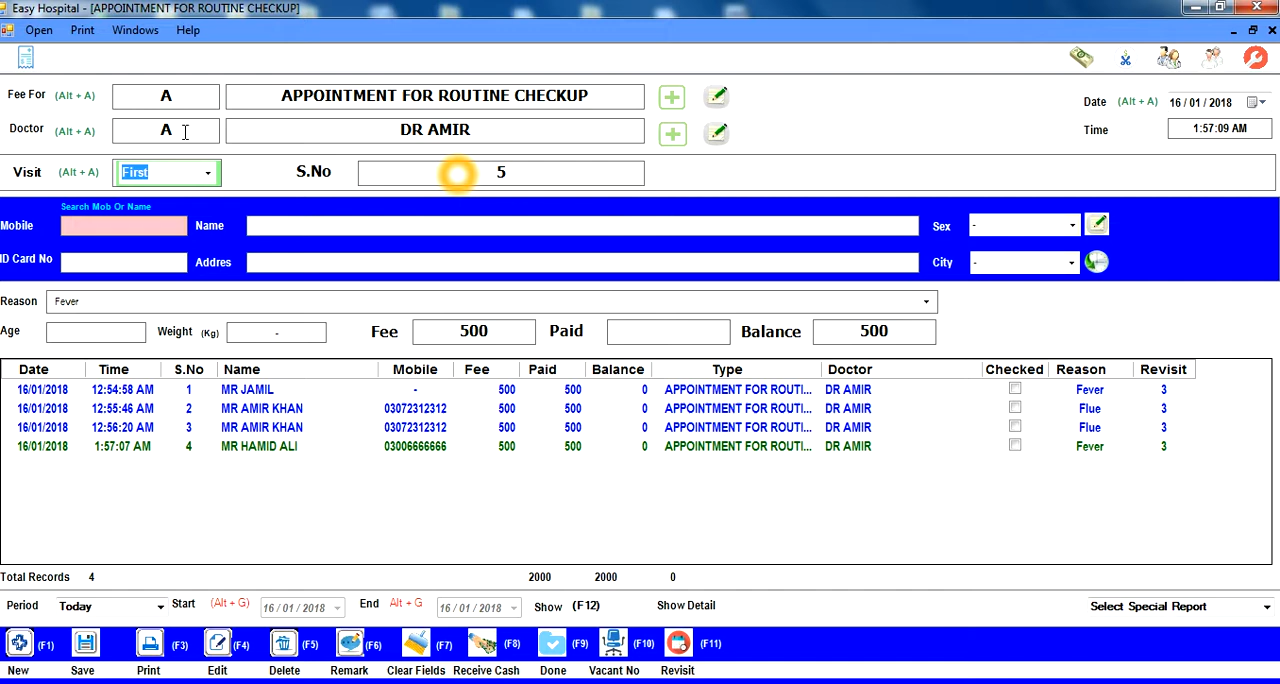 Easy Hospital - [APPOINTMENT FOR ROUTINE CHECKUP]
Open Print Windows Help
Fee For (Alt + A) A APPOINTMENT FOR ROUTINE CHECKUP Date (Alt + A) 16 / 01 / 2018
Doctor (Alt + A) A DR AMIR Time 1:57:09 AM
Visit (Alt + A) First S.No 5
Search Mob Or Name
Mobile Name Sex -
ID Card No Addres City -
Reason Fever
Age Weight (Kg) - Fee 500 Paid Balance 500
Date Time S.No Name Mobile Fee Paid Balance Type Doctor Checked Reason Revisit
16/01/2018 12:54:58 AM 1 MR JAMIL - 500 500 0 APPOINTMENT FOR ROUTI... DR AMIR Fever 3
16/01/2018 12:55:46 AM 2 MR AMIR KHAN 03072312312 500 500 0 APPOINTMENT FOR ROUTI... DR AMIR Flue 3
16/01/2018 12:56:20 AM 3 MR AMIR KHAN 03072312312 500 500 0 APPOINTMENT FOR ROUTI... DR AMIR Flue 3
16/01/2018 1:57:07 AM 4 MR HAMID ALI 03006666666 500 500 0 APPOINTMENT FOR ROUTI... DR AMIR Fever 3
Total Records 4 2000 2000 0
Period Today Start (Alt + G) 16 / 01 / 2018 End Alt + G 16 / 01 / 2018 Show (F12) Show Detail Select Special Report
(F1) (F3) (F4) (F5) (F6) (F7) (F8) (F9) (F10) (F11)
New Save Print Edit Delete Remark Clear Fields Receive Cash Done Vacant No Revisit